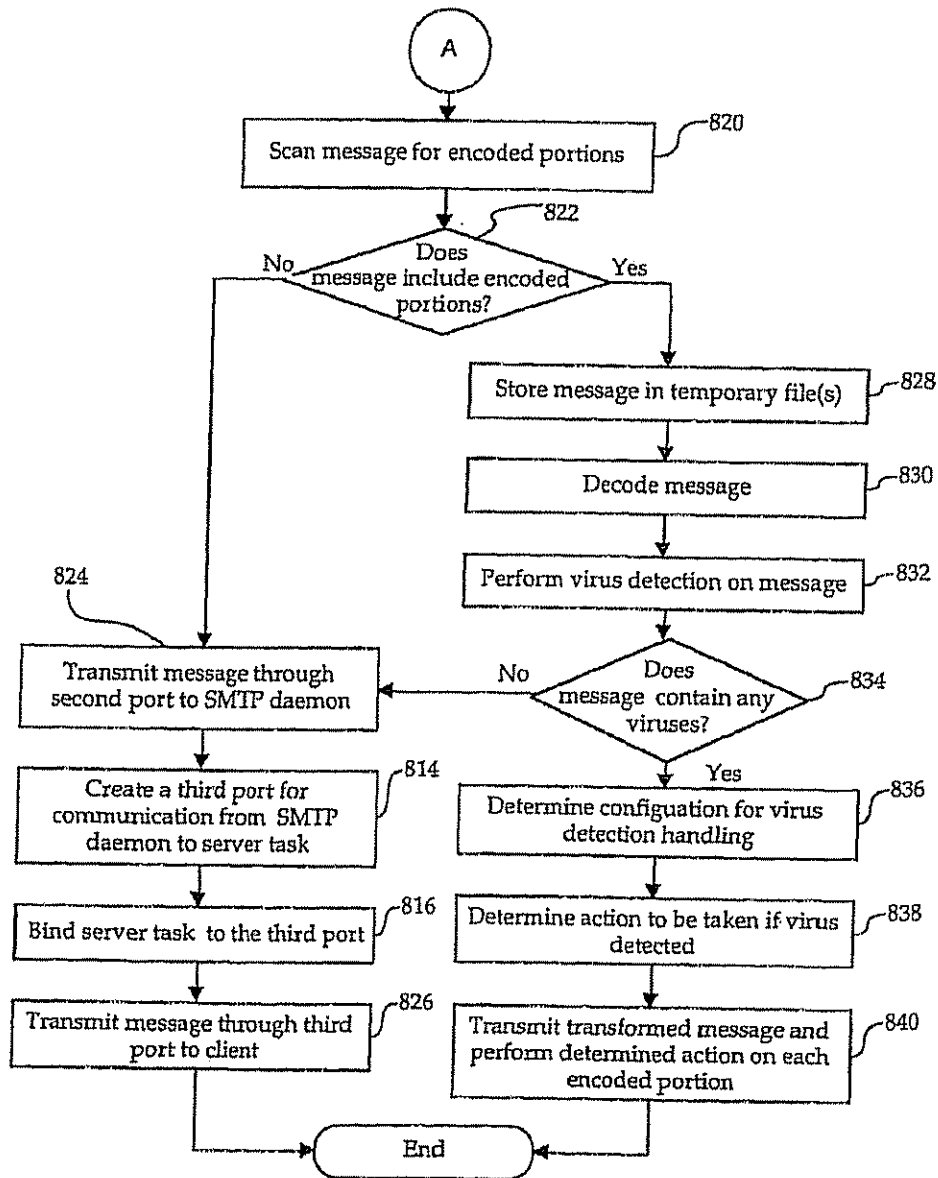 A
Scan message for encoded portions
820
822
Does
message include encoded
portions?
No
Yes
Store message in temporary file(s)
828
Decode message
830
Perform virus detection on message
832
824
Transmit message through
second port to SMTP daemon
No
Does
message contain any
viruses?
834
Yes
Create a third port for
communication from SMTP
daemon to server task
814
Determine configuation for virus
detection handling
836
Bind server task to the third port
816
Determine action to be taken if virus
detected
838
Transmit message through third
port to client
826
Transmit transformed message and
perform determined action on each
encoded portion
840
End